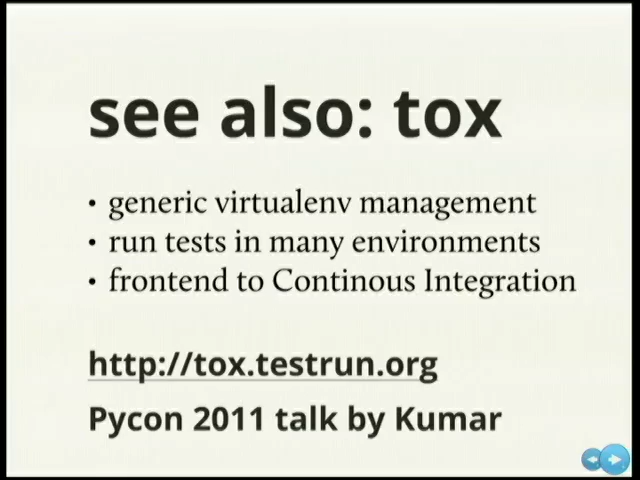 see also: tox
• generic virtualenv management
• run tests in many environments
• frontend to Continous Integration
http://tox.testrun.org
Pycon 2011 talk by Kumar